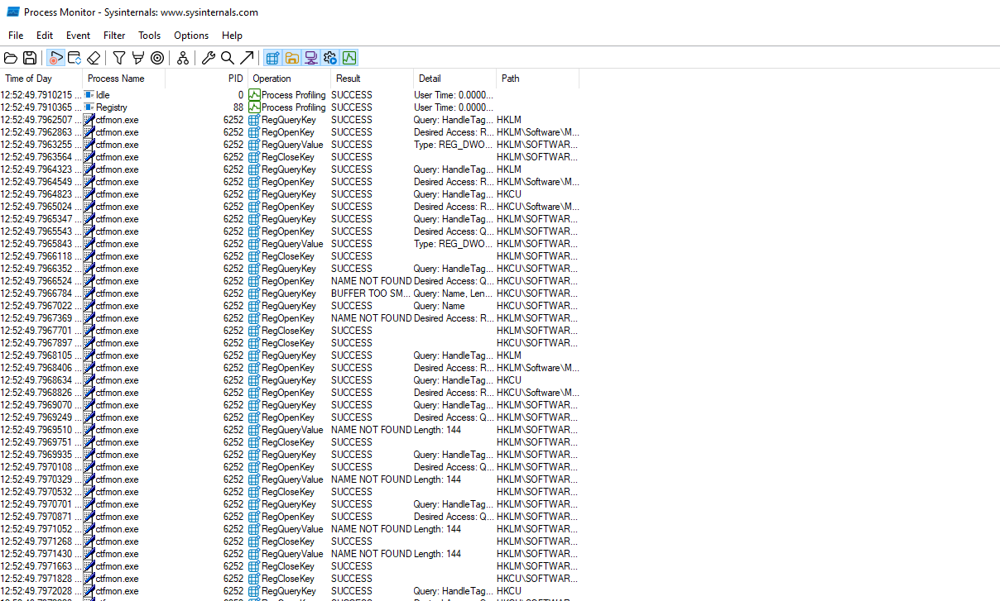 Process Monitor - Sysinternals: www.sysinternals.com
File Edit Event Filter Tools Options Help
Time of Day Process Name PID Operation Result Detail Path
12:52:49.7910215 ... Idle 0 Process Profiling SUCCESS User Time: 0.0000...
12:52:49.7910365 ... Registry 88 Process Profiling SUCCESS User Time: 0.0000...
12:52:49.7962507 ... ctfmon.exe 6252 RegQueryKey SUCCESS Query: HandleTag... HKLM
12:52:49.7962863 ... ctfmon.exe 6252 RegOpenKey SUCCESS Desired Access: R... HKLM\Software\M...
12:52:49.7963255 ... ctfmon.exe 6252 RegQueryValue SUCCESS Type: REG_DWO... HKLM\SOFTWAR...
12:52:49.7963564 ... ctfmon.exe 6252 RegCloseKey SUCCESS HKLM\SOFTWAR...
12:52:49.7964323 ... ctfmon.exe 6252 RegQueryKey SUCCESS Query: HandleTag... HKLM
12:52:49.7964549 ... ctfmon.exe 6252 RegOpenKey SUCCESS Desired Access: R... HKLM\Software\M...
12:52:49.7964823 ... ctfmon.exe 6252 RegQueryKey SUCCESS Query: HandleTag... HKCU
12:52:49.7965024 ... ctfmon.exe 6252 RegOpenKey SUCCESS Desired Access: R... HKCU\Software\M...
12:52:49.7965347 ... ctfmon.exe 6252 RegQueryKey SUCCESS Query: HandleTag... HKLM\SOFTWAR...
12:52:49.7965543 ... ctfmon.exe 6252 RegOpenKey SUCCESS Desired Access: Q... HKLM\SOFTWAR...
12:52:49.7965843 ... ctfmon.exe 6252 RegQueryValue SUCCESS Type: REG_DWO... HKLM\SOFTWAR...
12:52:49.7966118 ... ctfmon.exe 6252 RegCloseKey SUCCESS HKLM\SOFTWAR...
12:52:49.7966352 ... ctfmon.exe 6252 RegQueryKey SUCCESS Query: HandleTag... HKCU\SOFTWAR...
12:52:49.7966524 ... ctfmon.exe 6252 RegOpenKey NAME NOT FOUND Desired Access: Q... HKCU\SOFTWAR...
12:52:49.7966784 ... ctfmon.exe 6252 RegQueryKey BUFFER TOO SM... Query: Name, Len... HKCU\SOFTWAR...
12:52:49.7967022 ... ctfmon.exe 6252 RegQueryKey SUCCESS Query: Name HKCU\SOFTWAR...
12:52:49.7967369 ... ctfmon.exe 6252 RegOpenKey NAME NOT FOUND Desired Access: R... HKLM\SOFTWAR...
12:52:49.7967701 ... ctfmon.exe 6252 RegCloseKey SUCCESS HKLM\SOFTWAR...
12:52:49.7967897 ... ctfmon.exe 6252 RegCloseKey SUCCESS HKCU\SOFTWAR...
12:52:49.7968105 ... ctfmon.exe 6252 RegQueryKey SUCCESS Query: HandleTag... HKLM
12:52:49.7968406 ... ctfmon.exe 6252 RegOpenKey SUCCESS Desired Access: R... HKLM\Software\M...
12:52:49.7968634 ... ctfmon.exe 6252 RegQueryKey SUCCESS Query: HandleTag... HKCU
12:52:49.7968826 ... ctfmon.exe 6252 RegOpenKey SUCCESS Desired Access: R... HKCU\Software\M...
12:52:49.7969070 ... ctfmon.exe 6252 RegQueryKey SUCCESS Query: HandleTag... HKLM\SOFTWAR...
12:52:49.7969249 ... ctfmon.exe 6252 RegOpenKey SUCCESS Desired Access: Q... HKLM\SOFTWAR...
12:52:49.7969510 ... ctfmon.exe 6252 RegQueryValue NAME NOT FOUND Length: 144 HKLM\SOFTWAR...
12:52:49.7969751 ... ctfmon.exe 6252 RegCloseKey SUCCESS HKLM\SOFTWAR...
12:52:49.7969935 ... ctfmon.exe 6252 RegQueryKey SUCCESS Query: HandleTag... HKLM\SOFTWAR...
12:52:49.7970108 ... ctfmon.exe 6252 RegOpenKey SUCCESS Desired Access: Q... HKLM\SOFTWAR...
12:52:49.7970329 ... ctfmon.exe 6252 RegQueryValue NAME NOT FOUND Length: 144 HKLM\SOFTWAR...
12:52:49.7970532 ... ctfmon.exe 6252 RegCloseKey SUCCESS HKLM\SOFTWAR...
12:52:49.7970701 ... ctfmon.exe 6252 RegQueryKey SUCCESS Query: HandleTag... HKLM\SOFTWAR...
12:52:49.7970871 ... ctfmon.exe 6252 RegOpenKey SUCCESS Desired Access: Q... HKLM\SOFTWAR...
12:52:49.7971052 ... ctfmon.exe 6252 RegQueryValue NAME NOT FOUND Length: 144 HKLM\SOFTWAR...
12:52:49.7971268 ... ctfmon.exe 6252 RegCloseKey SUCCESS HKLM\SOFTWAR...
12:52:49.7971430 ... ctfmon.exe 6252 RegQueryValue NAME NOT FOUND Length: 144 HKLM\SOFTWAR...
12:52:49.7971663 ... ctfmon.exe 6252 RegCloseKey SUCCESS HKLM\SOFTWAR...
12:52:49.7971828 ... ctfmon.exe 6252 RegCloseKey SUCCESS HKCU\SOFTWAR...
12:52:49.7972028 ... ctfmon.exe 6252 RegQueryKey SUCCESS Query: HandleTag... HKCU